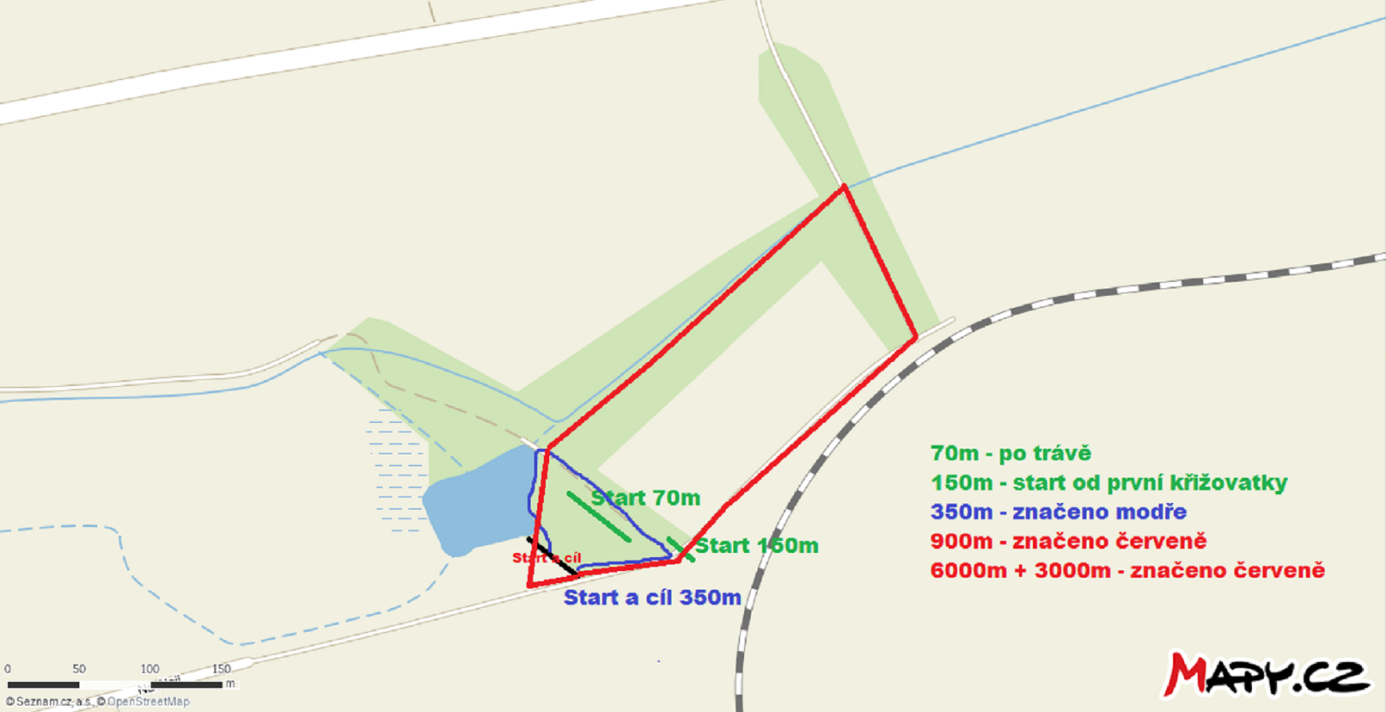 70m - po trávě
Start 70m
150m - start od první křižovatky
350m - značeno modře
Start 150m
900m - značeno červeně
Start a cíl
6000m + 3000m - značeno červeně
Start a cíl 350m
0 50 100 150
m
MAPY.CZ
© Seznam.cz, a.s., © OpenStreetMap